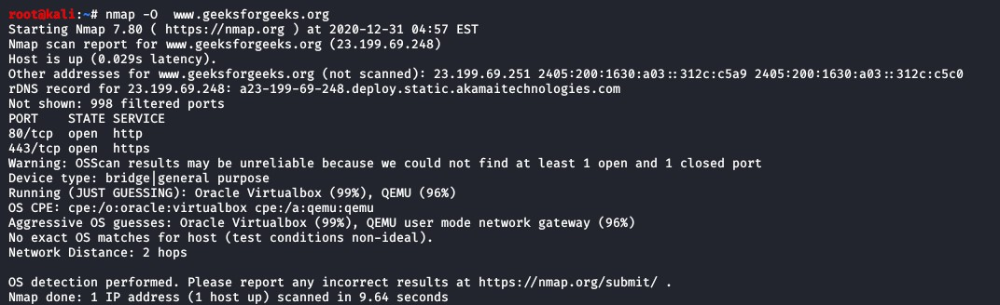 root@kali:~# nmap -O  www.geeksforgeeks.org
Starting Nmap 7.80 ( https://nmap.org ) at 2020-12-31 04:57 EST
Nmap scan report for www.geeksforgeeks.org (23.199.69.248)
Host is up (0.029s latency).
Other addresses for www.geeksforgeeks.org (not scanned): 23.199.69.251 2405:200:1630:a03::312c:c5a9 2405:200:1630:a03::312c:c5c0
rDNS record for 23.199.69.248: a23-199-69-248.deploy.static.akamaitechnologies.com
Not shown: 998 filtered ports
PORT    STATE SERVICE
80/tcp  open  http
443/tcp open  https
Warning: OSScan results may be unreliable because we could not find at least 1 open and 1 closed port
Device type: bridge|general purpose
Running (JUST GUESSING): Oracle Virtualbox (99%), QEMU (96%)
OS CPE: cpe:/o:oracle:virtualbox cpe:/a:qemu:qemu
Aggressive OS guesses: Oracle Virtualbox (99%), QEMU user mode network gateway (96%)
No exact OS matches for host (test conditions non-ideal).
Network Distance: 2 hops
OS detection performed. Please report any incorrect results at https://nmap.org/submit/ .
Nmap done: 1 IP address (1 host up) scanned in 9.64 seconds